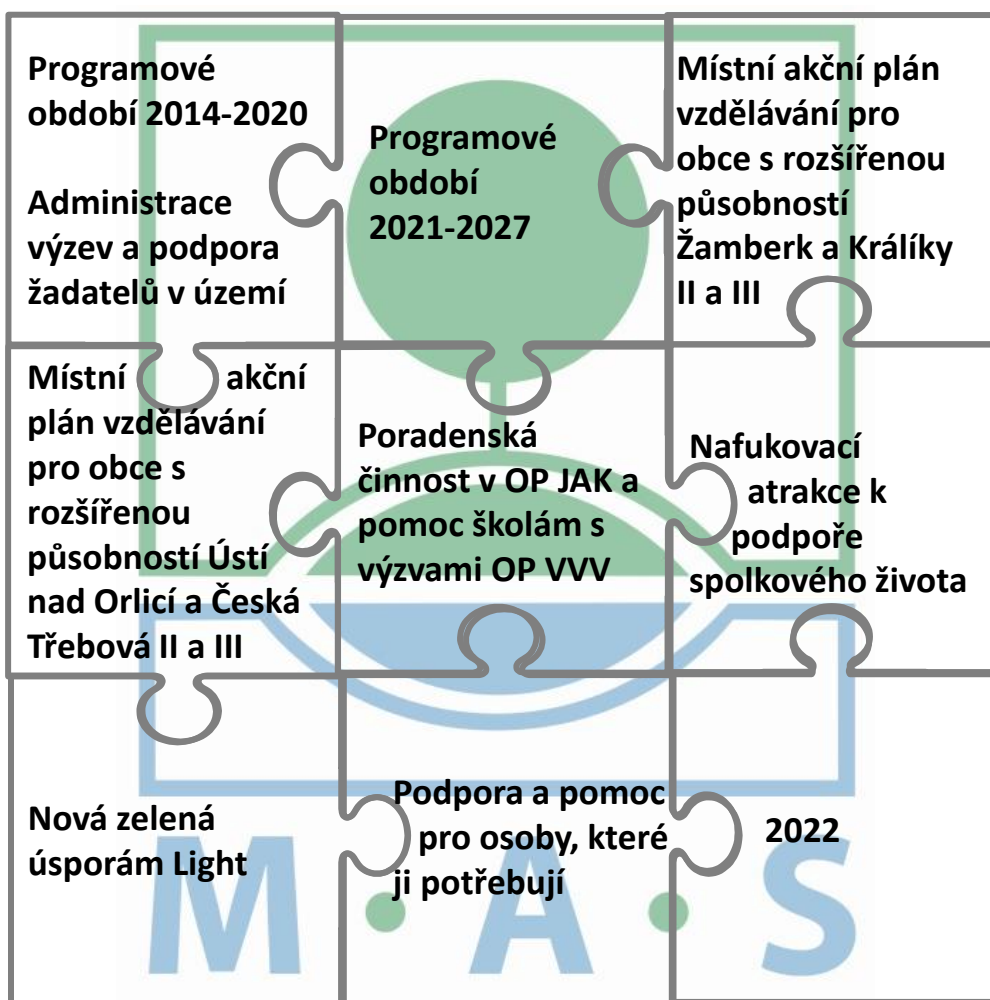 Programové
období 2014-2020
Administrace
výzev a podpora
žadatelů v území
Programové
období
2021-2027
Místní akční plán
vzdělávání pro
obce s rozšířenou
působností
Žamberk a Králíky
II a III
Místní akční
plán vzdělávání
pro obce s
rozšířenou
působností Ústí
nad Orlicí a Česká
Třebová II a III
Poradenská
činnost v OP JAK a
pomoc školám s
výzvami OP VVV
Nafukovací
atrakce k
podpoře
spolkového života
Nová zelená
úsporám Light
Podpora a pomoc
pro osoby, které
ji potřebují
2022
M·A·S